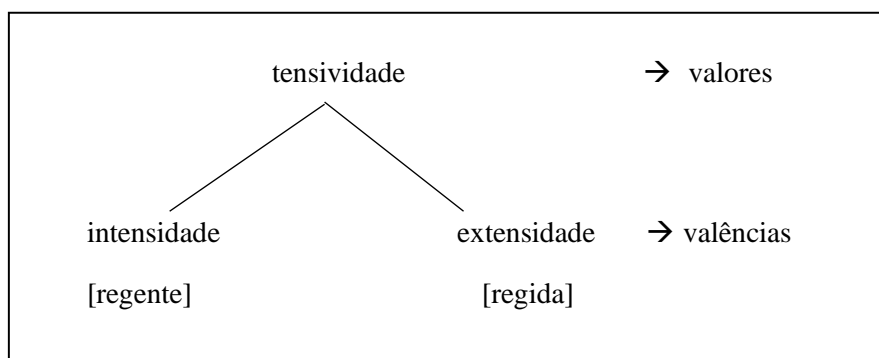 tensividade → valores
intensidade extensidade → valências
[regente] [regida]